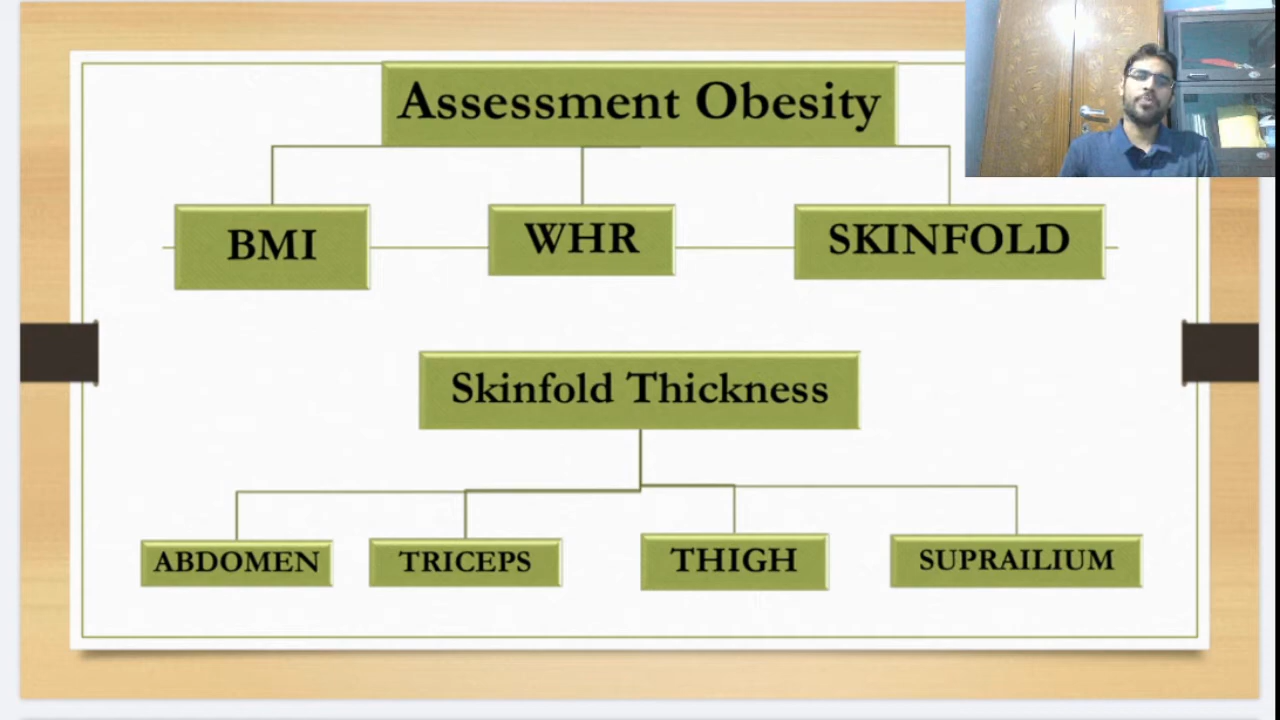 Assessment Obesity
BMI
WHR
SKINFOLD
Skinfold Thickness
ABDOMEN
TRICEPS
THIGH
SUPRAILIUM